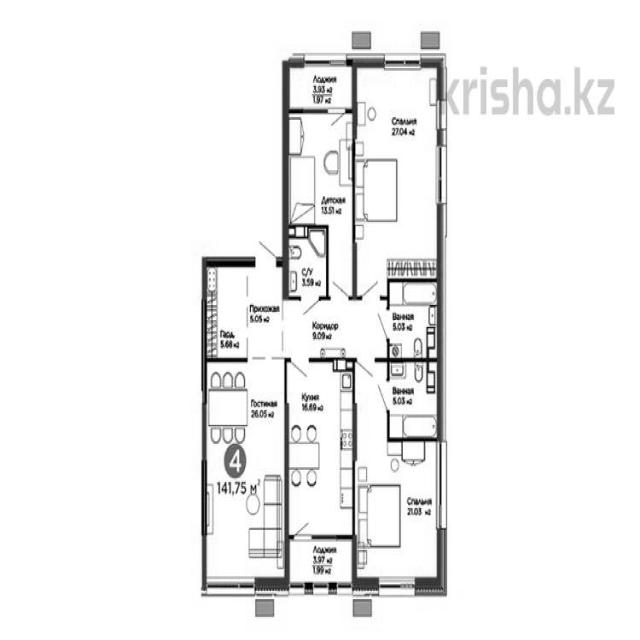 krisha.kz
Лоджия
3.93 м2
1.97 м2
Спальня
27.04 м2
Детская
13.51 м2
С/У
3.59 м2
Прихожая
5.05 м2
Гард.
5.68 м2
Коридор
9.09 м2
Ванная
5.03 м2
Ванная
5.03 м2
Гостиная
26.05 м2
Кухня
16.69 м2
4
141,75 м2
Спальня
21.03 м2
Лоджия
3.97 м2
1.99 м2